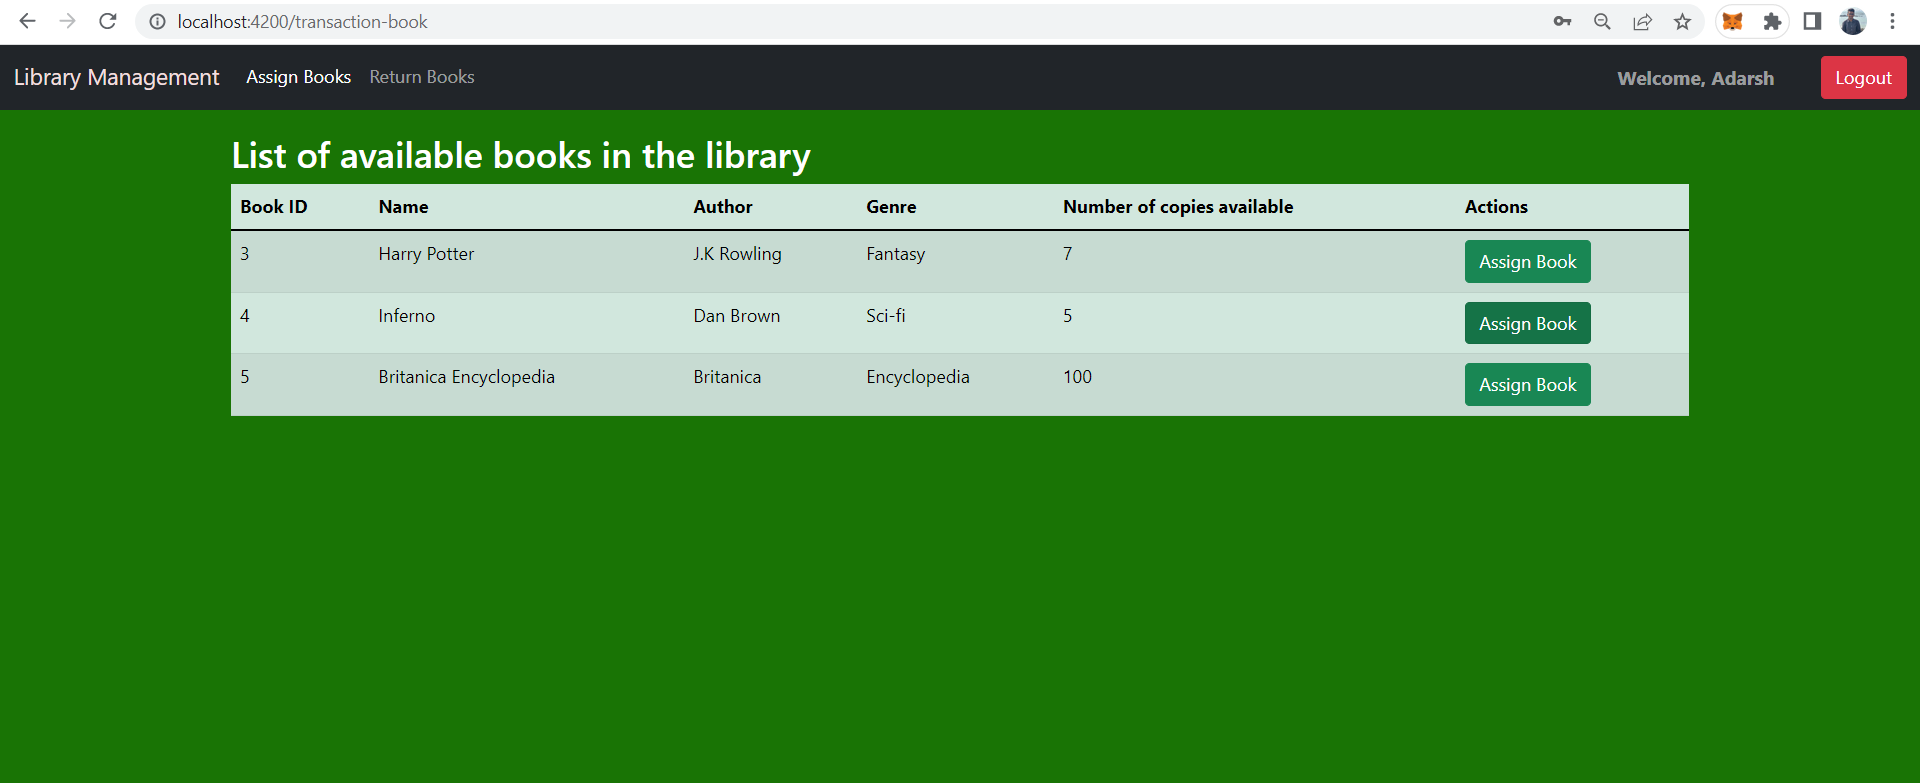 localhost:4200/transaction-book
Library Management Assign Books Return Books Welcome, Adarsh Logout
List of available books in the library
Book ID Name Author Genre Number of copies available Actions
3 Harry Potter J.K Rowling Fantasy 7 Assign Book
4 Inferno Dan Brown Sci-fi 5 Assign Book
5 Britanica Encyclopedia Britanica Encyclopedia 100 Assign Book